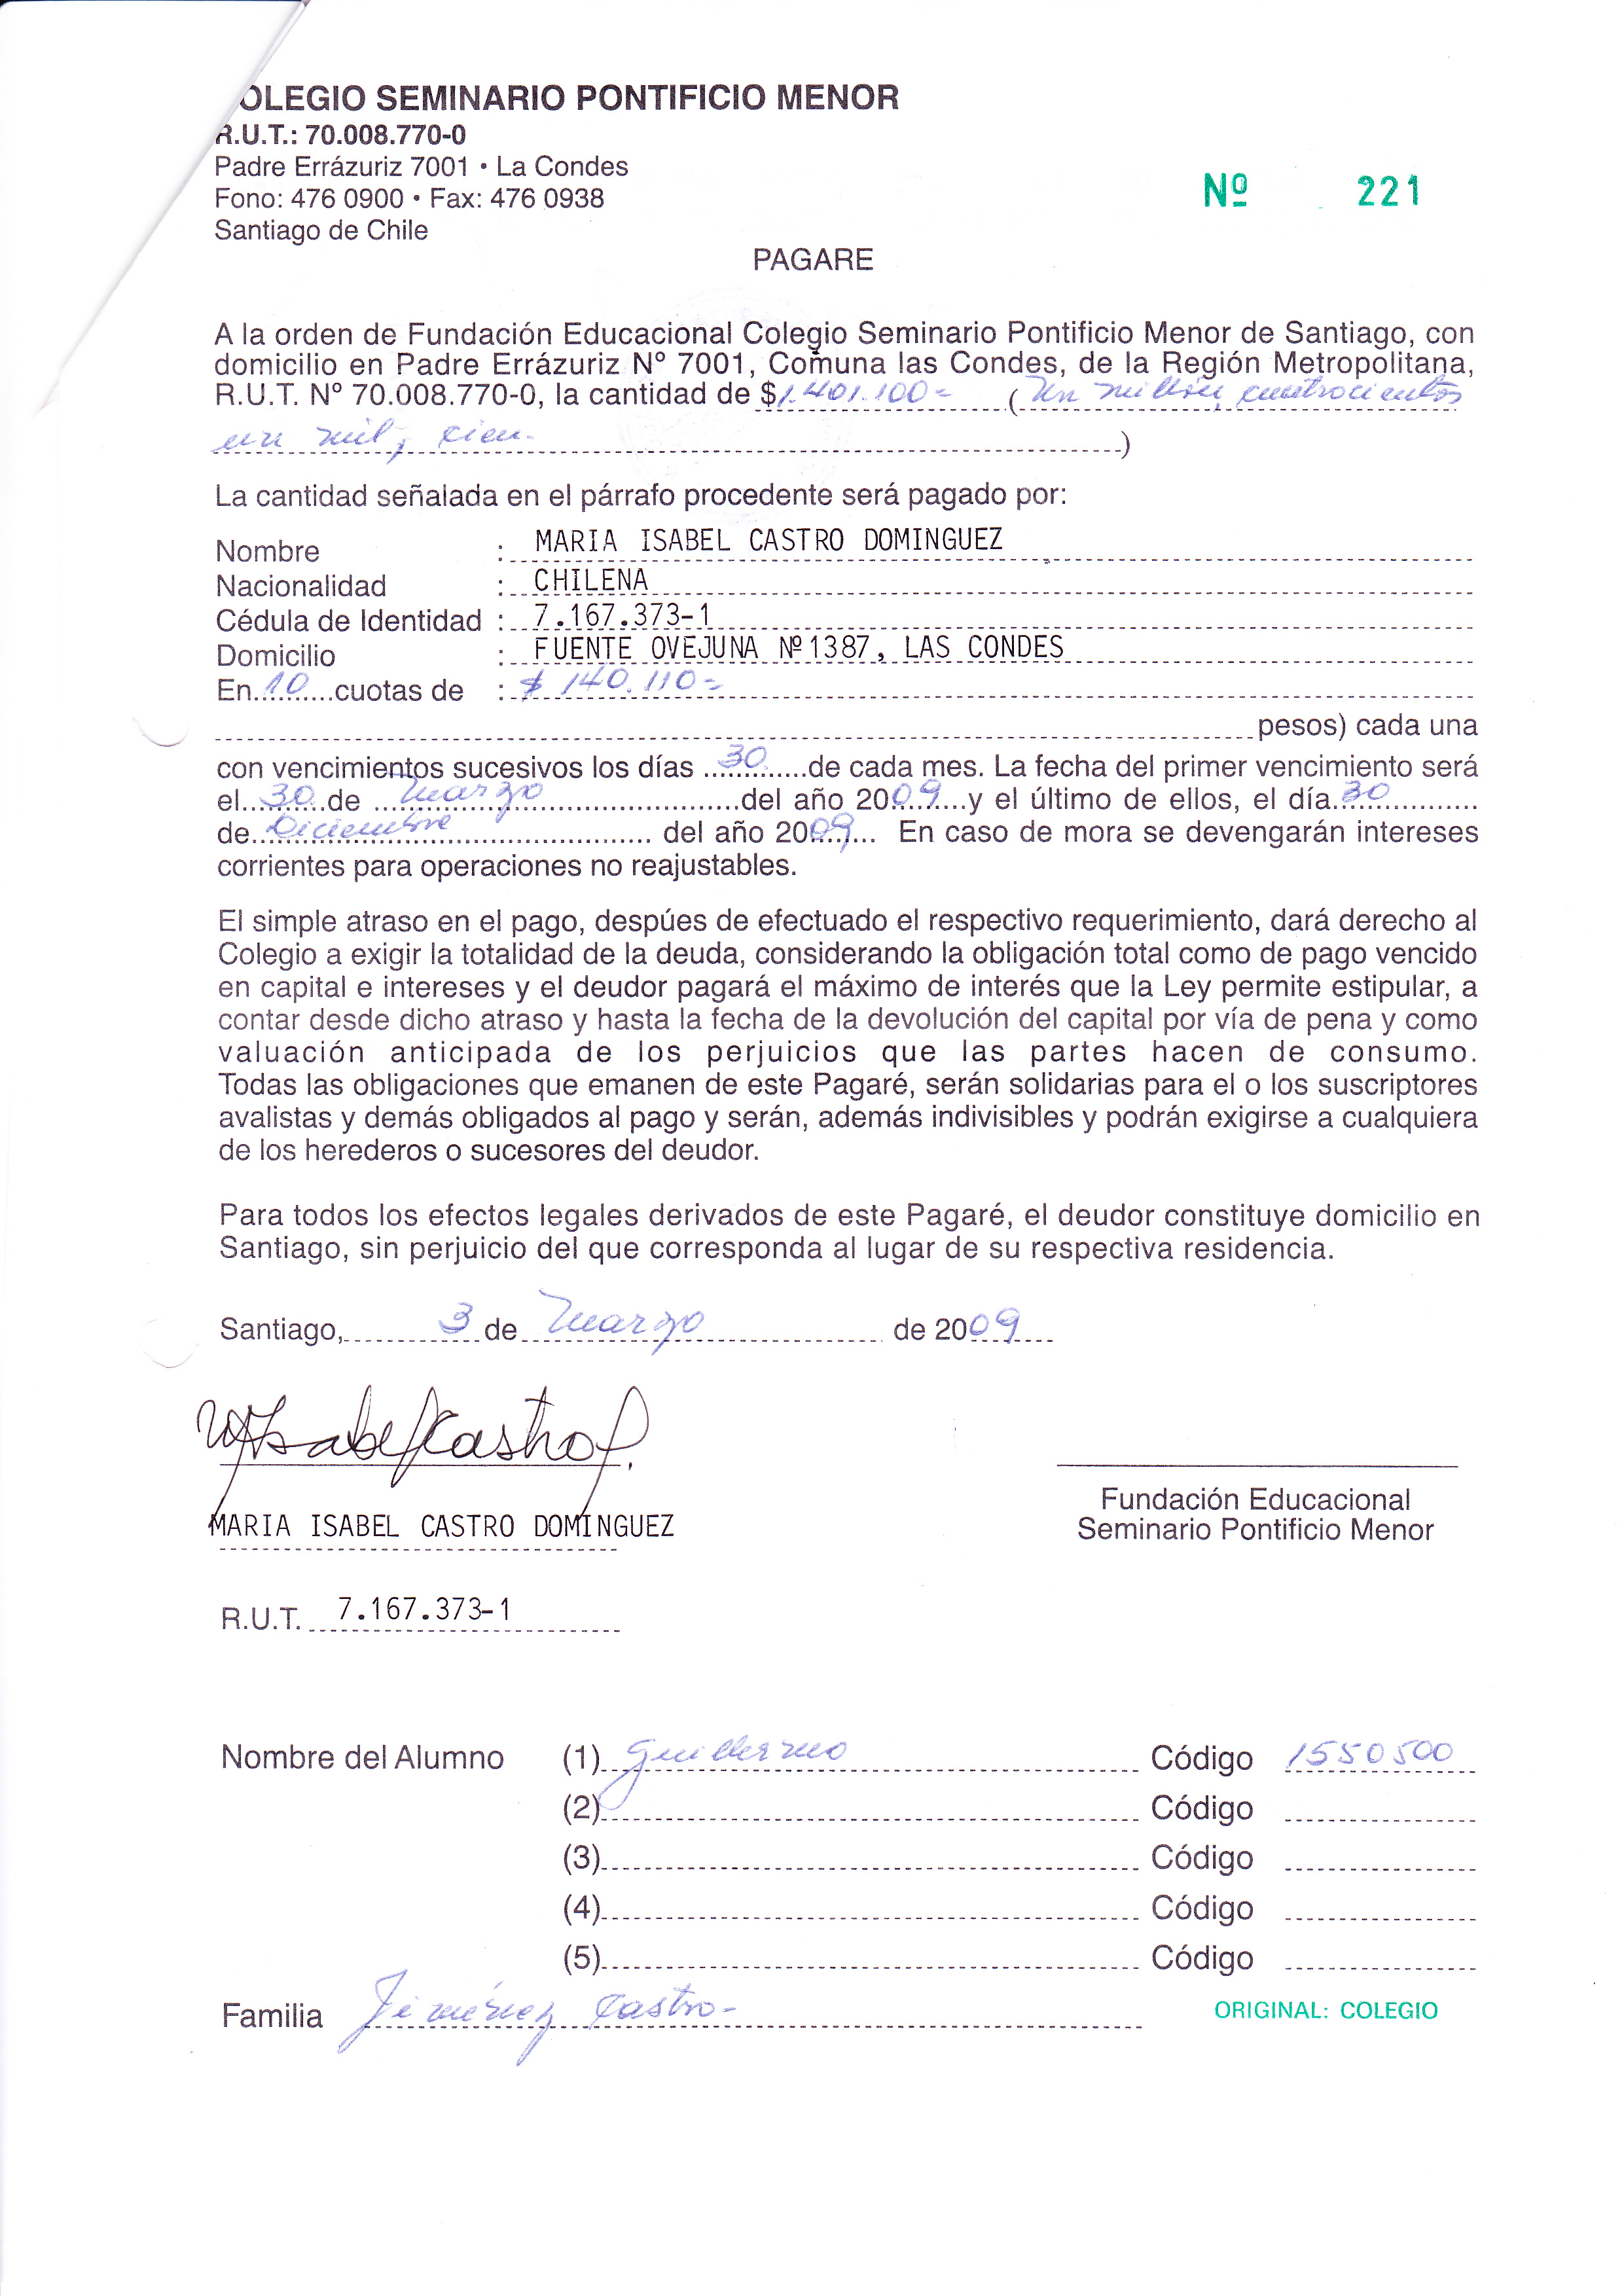 OLEGIO SEMINARIO PONTIFICIO MENOR
R.U.T.: 70.008.770-0
Padre Errázuriz 7001 • La Condes
Fono: 476 0900 • Fax: 476 0938
Santiago de Chile
Nº 221
PAGARE
A la orden de Fundación Educacional Colegio Seminario Pontificio Menor de Santiago, con
domicilio en Padre Errázuriz Nº 7001, Comuna las Condes, de la Región Metropolitana,
R.U.T. Nº 70.008.770-0, la cantidad de $ 1.401.100= (Un millón, cuatrocientos
un mil, cien.-)
La cantidad señalada en el párrafo procedente será pagado por:
Nombre : MARIA ISABEL CASTRO DOMINGUEZ
Nacionalidad : CHILENA
Cédula de Identidad : 7.167.373-1
Domicilio : FUENTE OVEJUNA Nº1387, LAS CONDES
En 10 cuotas de : $ 140.110=
pesos) cada una
con vencimientos sucesivos los días 30 de cada mes. La fecha del primer vencimiento será
el 30 de Marzo del año 2009 y el último de ellos, el día 30
de Diciembre del año 2009 En caso de mora se devengarán intereses
corrientes para operaciones no reajustables.
El simple atraso en el pago, despúes de efectuado el respectivo requerimiento, dará derecho al
Colegio a exigir la totalidad de la deuda, considerando la obligación total como de pago vencido
en capital e intereses y el deudor pagará el máximo de interés que la Ley permite estipular, a
contar desde dicho atraso y hasta la fecha de la devolución del capital por vía de pena y como
valuación anticipada de los perjuicios que las partes hacen de consumo.
Todas las obligaciones que emanen de este Pagaré, serán solidarias para el o los suscriptores
avalistas y demás obligados al pago y serán, además indivisibles y podrán exigirse a cualquiera
de los herederos o sucesores del deudor.
Para todos los efectos legales derivados de este Pagaré, el deudor constituye domicilio en
Santiago, sin perjuicio del que corresponda al lugar de su respectiva residencia.
Santiago, 3 de Marzo de 2009
M Isabel Castro D.
MARIA ISABEL CASTRO DOMINGUEZ
Fundación Educacional
Seminario Pontificio Menor
R.U.T. 7.167.373-1
Nombre del Alumno (1) Guillermo Código 1550500
(2) Código
(3) Código
(4) Código
(5) Código
Familia Jiménez Castro-
ORIGINAL: COLEGIO